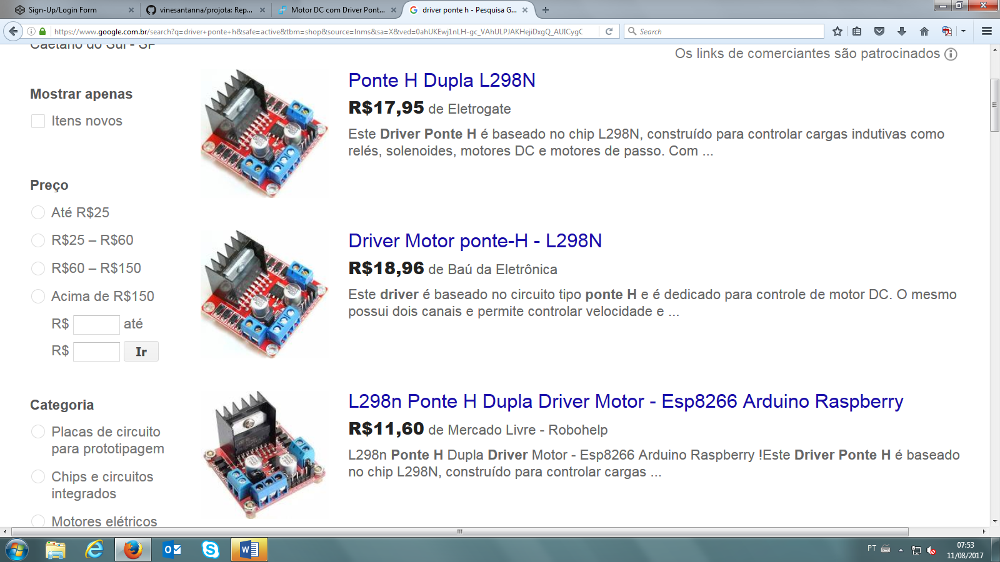 Sign-Up/Login Form
vinesantanna/projota: Rep...
Motor DC com Driver Pont...
driver ponte h - Pesquisa G...
https://www.google.com.br/search?q=driver+ponte+h&safe=active&tbm=shop&source=lnms&sa=X&ved=0ahUKEwj1nLH-gc_VAhULPJAKHejiDxgQ_AUICygC
Search
Caetano do Sul - SP
Os links de comerciantes são patrocinados
Mostrar apenas
Itens novos
Preço
Até R$25
R$25 – R$60
R$60 – R$150
Acima de R$150
R$ até
R$ Ir
Categoria
Placas de circuito
para prototipagem
Chips e circuitos
integrados
Motores elétricos
Ponte H Dupla L298N
R$17,95 de Eletrogate
Este Driver Ponte H é baseado no chip L298N, construído para controlar cargas indutivas como
relés, solenoides, motores DC e motores de passo. Com ...
Driver Motor ponte-H - L298N
R$18,96 de Baú da Eletrônica
Este driver é baseado no circuito tipo ponte H e é dedicado para controle de motor DC. O mesmo
possui dois canais e permite controlar velocidade e ...
L298n Ponte H Dupla Driver Motor - Esp8266 Arduino Raspberry
R$11,60 de Mercado Livre - Robohelp
L298n Ponte H Dupla Driver Motor - Esp8266 Arduino Raspberry !Este Driver Ponte H é baseado
no chip L298N, construído para controlar cargas ...
PT
07:53
11/08/2017